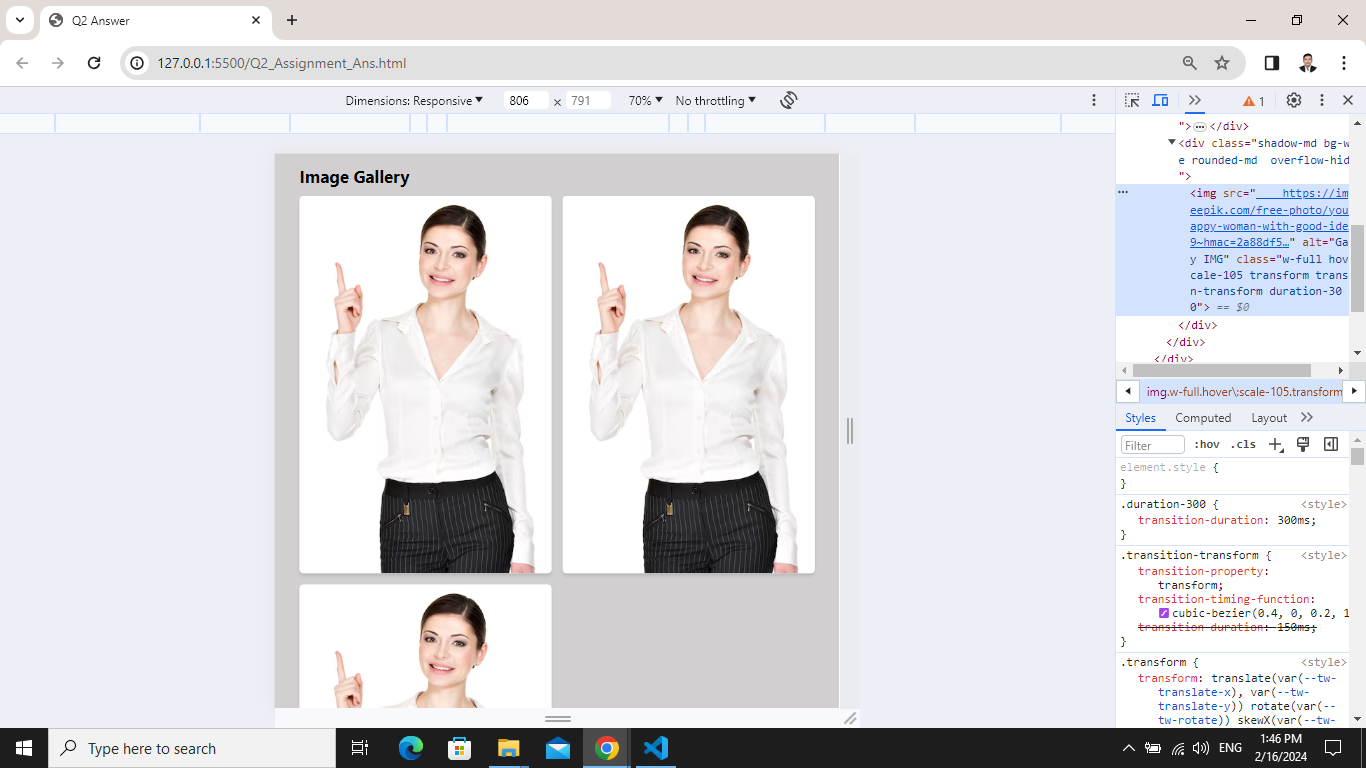 Q2 Answer
127.0.0.1:5500/Q2_Assignment_Ans.html
Dimensions: Responsive 806 × 791 70% No throttling
1
Image Gallery
"> </div>
<div class="shadow-md bg-w
e rounded-md overflow-hid
">
<img src="    https://im
eepik.com/free-photo/you
appy-woman-with-good-ide
9~hmac=2a88df5…" alt="Ga
y IMG" class="w-full hov
cale-105 transform trans
n-transform duration-30
0"> == $0
</div>
</div>
</div>
img.w-full.hover\:scale-105.transform
Styles Computed Layout
Filter :hov .cls
element.style {
}
.duration-300 { <style>
transition-duration: 300ms;
}
.transition-transform { <style>
transition-property:
transform;
transition-timing-function:
cubic-bezier(0.4, 0, 0.2, 1
transition-duration: 150ms;
}
.transform { <style>
transform: translate(var(--tw-
translate-x), var(--tw-
translate-y)) rotate(var(--
tw-rotate)) skewX(var(--tw-
Type here to search
ENG
1:46 PM
2/16/2024